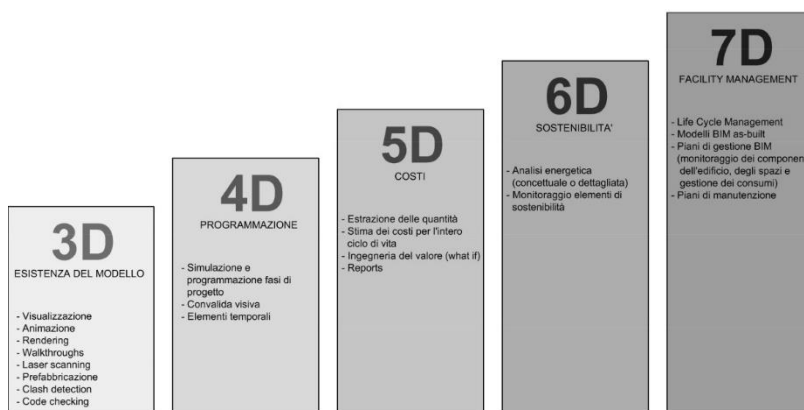 3D
ESISTENZA DEL MODELLO
- Visualizzazione
- Animazione
- Rendering
- Walkthroughs
- Laser scanning
- Prefabbricazione
- Clash detection
- Code checking
4D
PROGRAMMAZIONE
- Simulazione e
programmazione fasi di
progetto
- Convalida visiva
- Elementi temporali
5D
COSTI
- Estrazione delle quantità
- Stima dei costi per l'intero
ciclo di vita
- Ingegneria del valore (what if)
- Reports
6D
SOSTENIBILITA'
- Analisi energetica
(concettuale o dettagliata)
- Monitoraggio elementi di
sostenibilità
7D
FACILITY MANAGEMENT
- Life Cycle Management
- Modelli BIM as-built
- Piani di gestione BIM
(monitoraggio dei component
dell'edificio, degli spazi e
gestione dei consumi)
- Piani di manutenzione